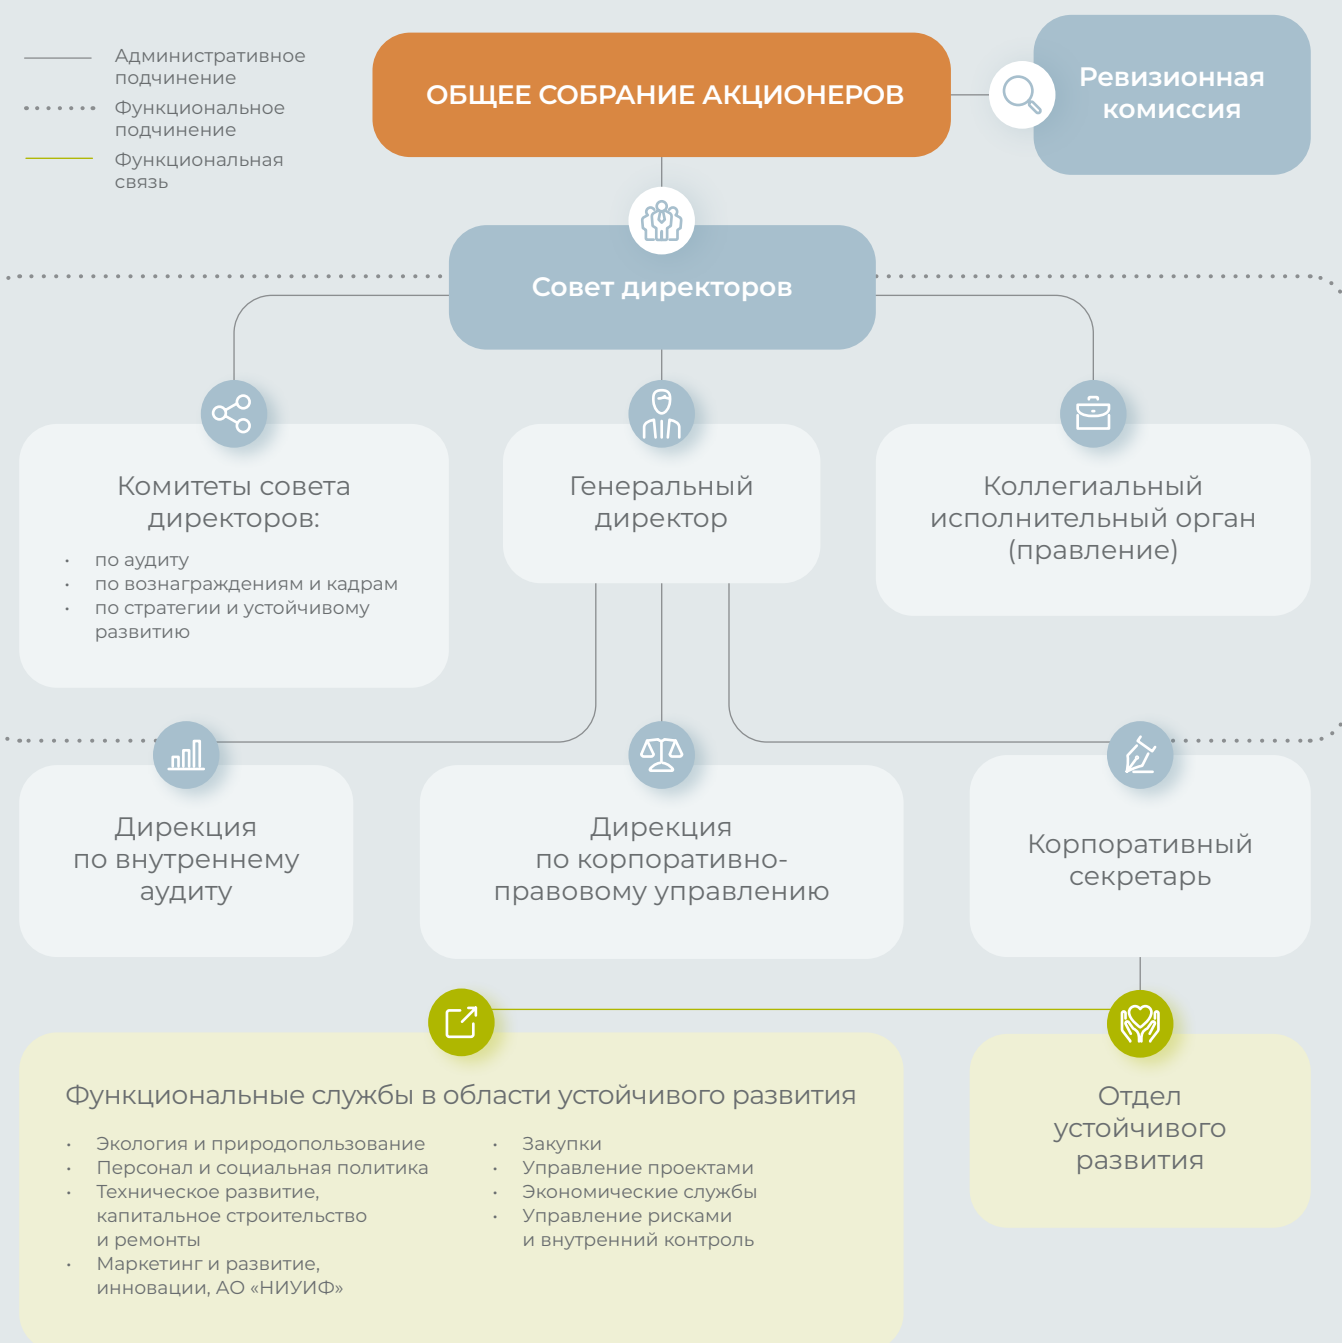 Административное
подчинение
Функциональное
подчинение
Функциональная
связь
ОБЩЕЕ СОБРАНИЕ АКЦИОНЕРОВ
Ревизионная
комиссия
Совет директоров
Комитеты совета
директоров:
• по аудиту
• по вознаграждениям и кадрам
• по стратегии и устойчивому
развитию
Генеральный
директор
Коллегиальный
исполнительный орган
(правление)
Дирекция
по внутреннему
аудиту
Дирекция
по корпоративно-
правовому управлению
Корпоративный
секретарь
Функциональные службы в области устойчивого развития
• Экология и природопользование
• Персонал и социальная политика
• Техническое развитие,
капитальное строительство
и ремонты
• Маркетинг и развитие,
инновации, АО «НИУИФ»
• Закупки
• Управление проектами
• Экономические службы
• Управление рисками
и внутренний контроль
Отдел
устойчивого
развития